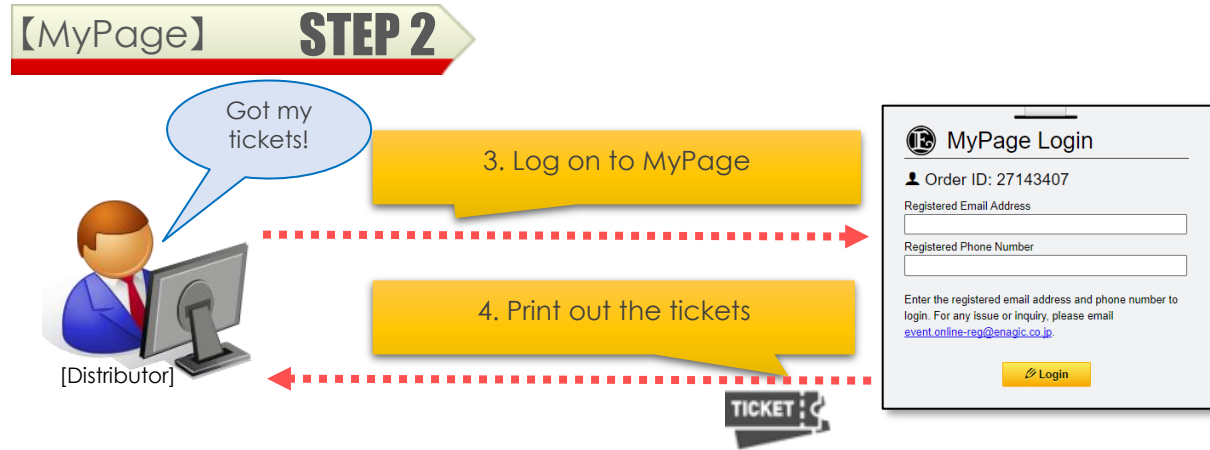 【MyPage】 STEP 2
Got my
tickets!
3. Log on to MyPage
4. Print out the tickets
[Distributor]
TICKET
E
MyPage Login
Order ID: 27143407
Registered Email Address
Registered Phone Number
Enter the registered email address and phone number to
login. For any issue or inquiry, please email
event.online-reg@enagic.co.jp.
Login